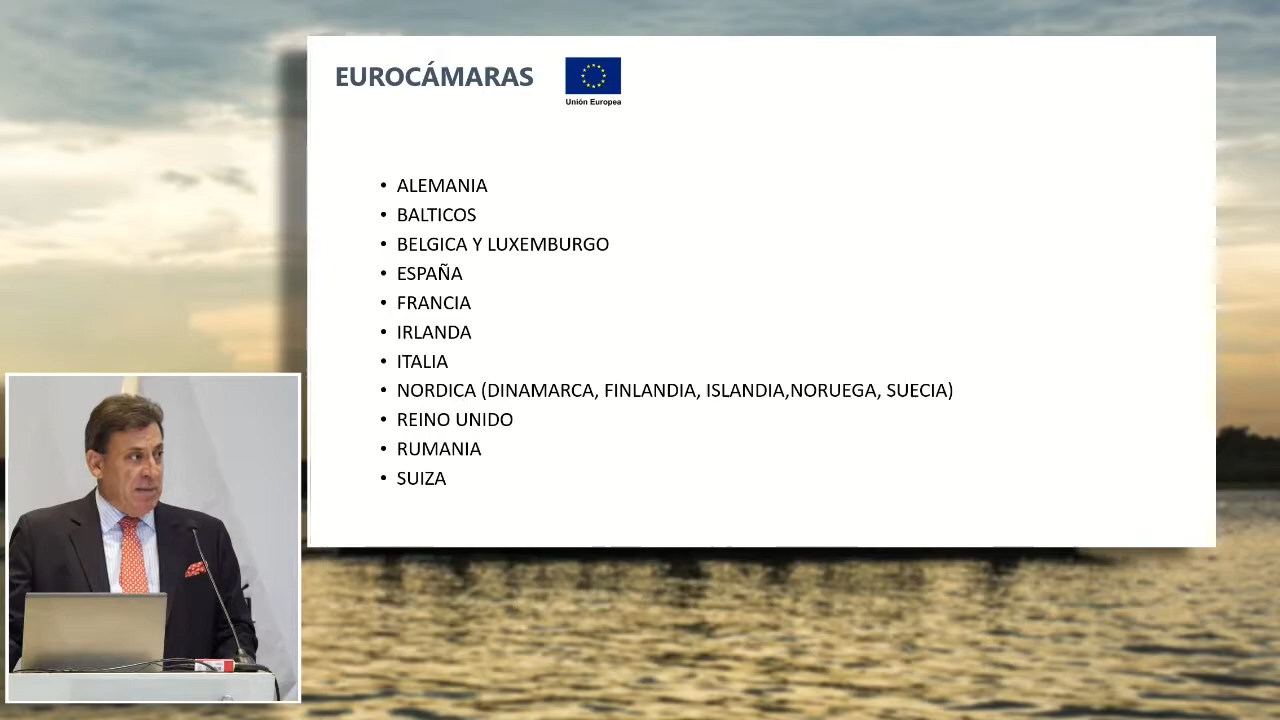 EUROCÁMARAS
Unión Europea
• ALEMANIA
• BALTICOS
• BELGICA Y LUXEMBURGO
• ESPAÑA
• FRANCIA
• IRLANDA
• ITALIA
• NORDICA (DINAMARCA, FINLANDIA, ISLANDIA,NORUEGA, SUECIA)
• REINO UNIDO
• RUMANIA
• SUIZA